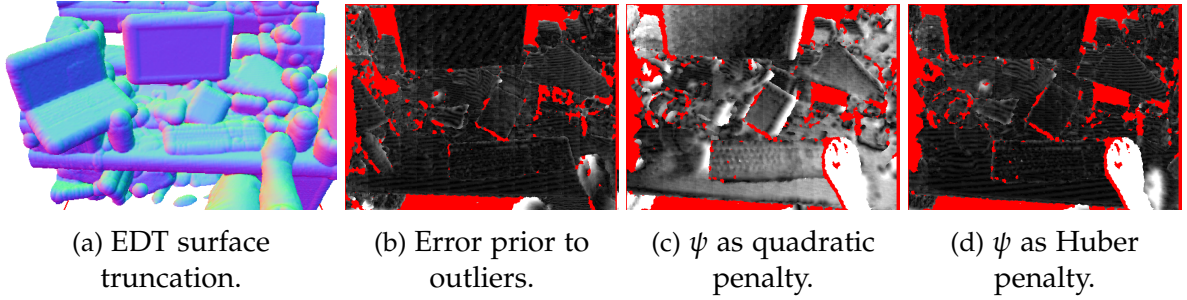 (a) EDT surface
truncation.
(b) Error prior to
outliers.
(c) ψ as quadratic
penalty.
(d) ψ as Huber
penalty.